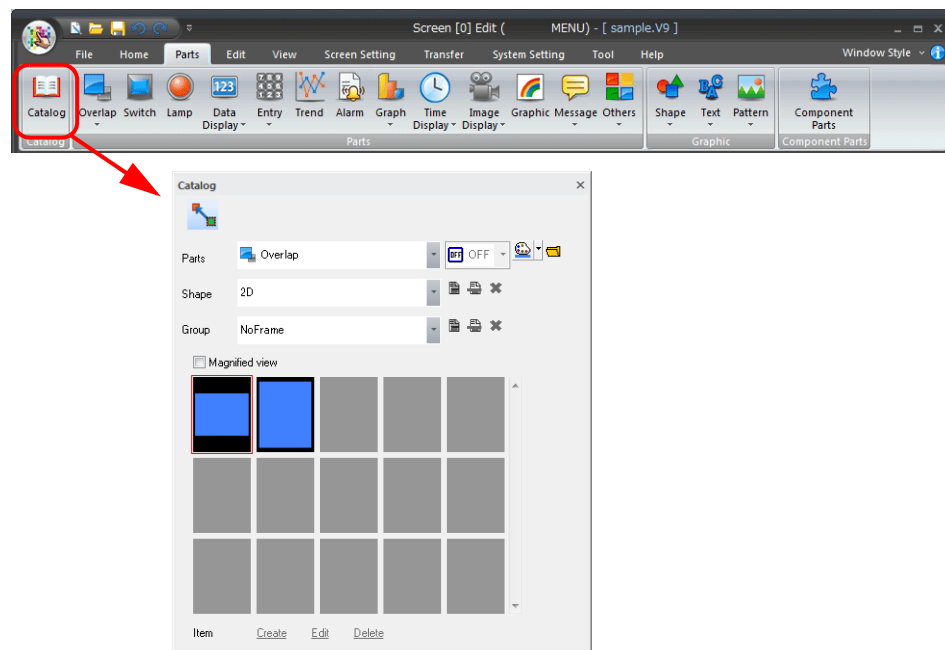 Screen [0] Edit ( MENU) - [ sample.V9 ]
File Home Parts Edit View Screen Setting Transfer System Setting Tool Help Window Style
Catalog Overlap Switch Lamp Data Display Entry Trend Alarm Graph Time Display Image Display Graphic Message Others Shape Text Pattern Component Parts
Catalog Parts Graphic Component Parts
Catalog
Parts Overlap OFF OFF
Shape 2D
Group NoFrame
Magnified view
Item Create Edit Delete